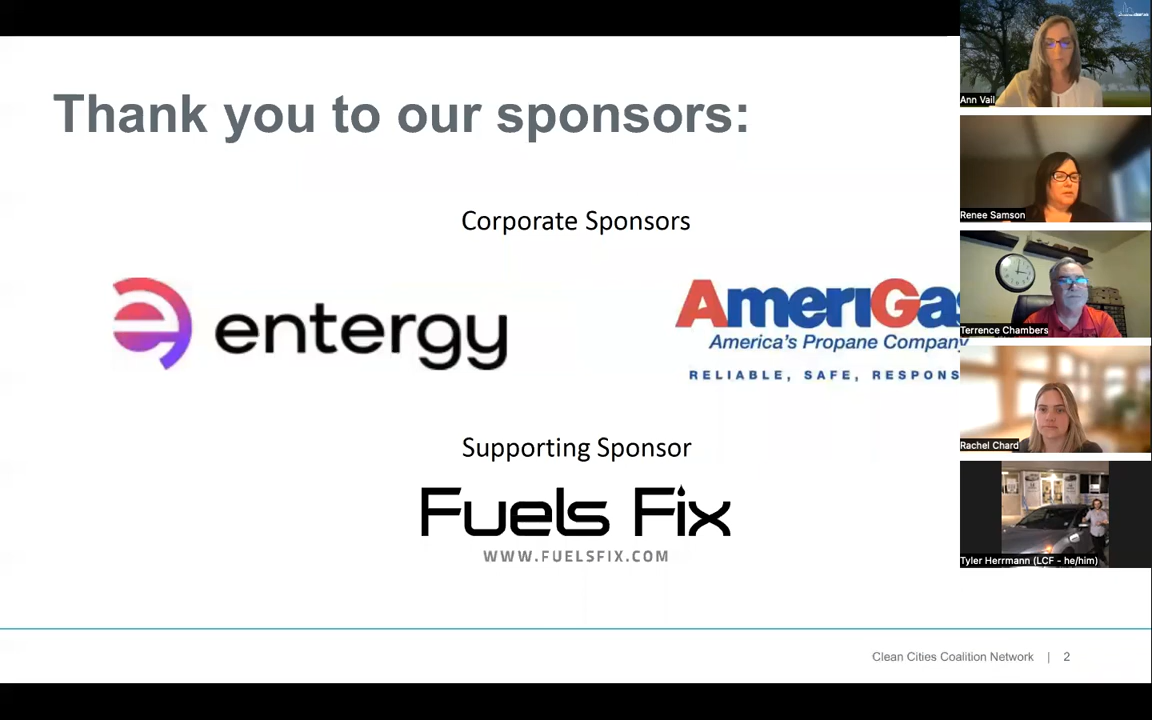 Thank you to our sponsors:
Corporate Sponsors
entergy
AmeriGas
America's Propane Company
RELIABLE, SAFE, RESPONS
Supporting Sponsor
Fuels Fix
WWW.FUELSFIX.COM
Clean Cities Coalition Network | 2
Ann Vail
Renee Samson
Terrence Chambers
Rachel Chard
Tyler Herrmann (LCF - he/him)